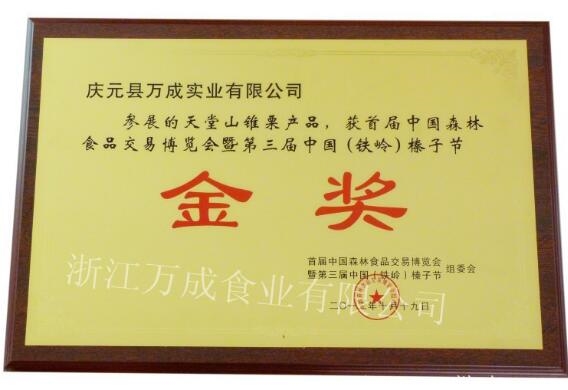 庆元县万成实业有限公司
参展的天堂山锥栗产品，获首届中国森林
食品交易博览会暨第三届中国（铁岭）榛子节
金奖
首届中国森林食品交易博览会
暨第三届中国（铁岭）榛子节
组委会
月十九日
浙江万成食业有限公司